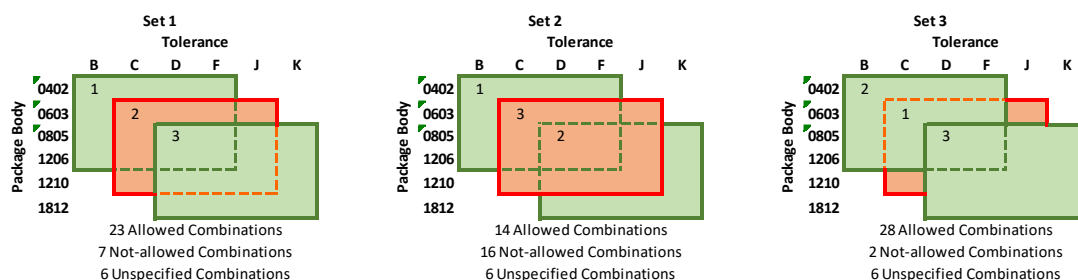 Set 1
Tolerance
B C D F J K
Package Body
0402
0603
0805
1206
1210
1812
1
2
3
23 Allowed Combinations
7 Not-allowed Combinations
6 Unspecified Combinations
Set 2
Tolerance
B C D F J K
Package Body
0402
0603
0805
1206
1210
1812
1
3
2
14 Allowed Combinations
16 Not-allowed Combinations
6 Unspecified Combinations
Set 3
Tolerance
B C D F J K
Package Body
0402
0603
0805
1206
1210
1812
2
1
3
28 Allowed Combinations
2 Not-allowed Combinations
6 Unspecified Combinations